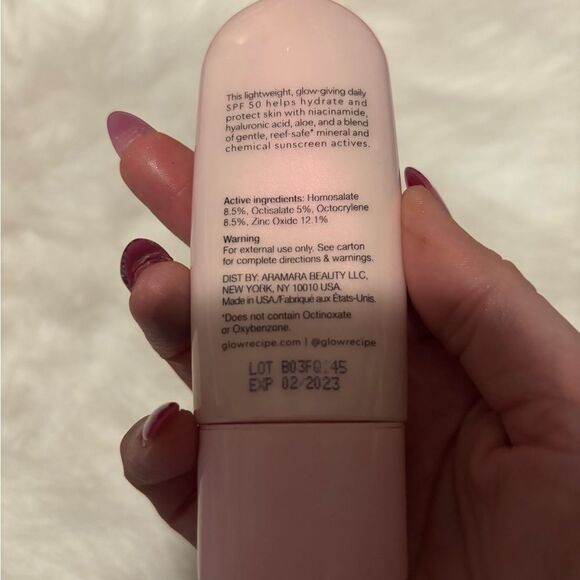 This lightweight, glow-giving daily
SPF 50 helps hydrate and
protect skin with niacinamide,
hyaluronic acid, aloe, and a blend
of gentle, reef-safe* mineral and
chemical sunscreen actives.
Active ingredients: Homosalate
8.5%, Octisalate 5%, Octocrylene
8.5%, Zinc Oxide 12.1%
Warning
For external use only. See carton
for complete directions & warnings.
DIST BY: ARAMARA BEAUTY LLC,
NEW YORK, NY 10010 USA.
Made in USA/Fabriqué aux États-Unis.
*Does not contain Octinoxate
or Oxybenzone.
glowrecipe.com | @glowrecipe
LOT
EXP 02/2023